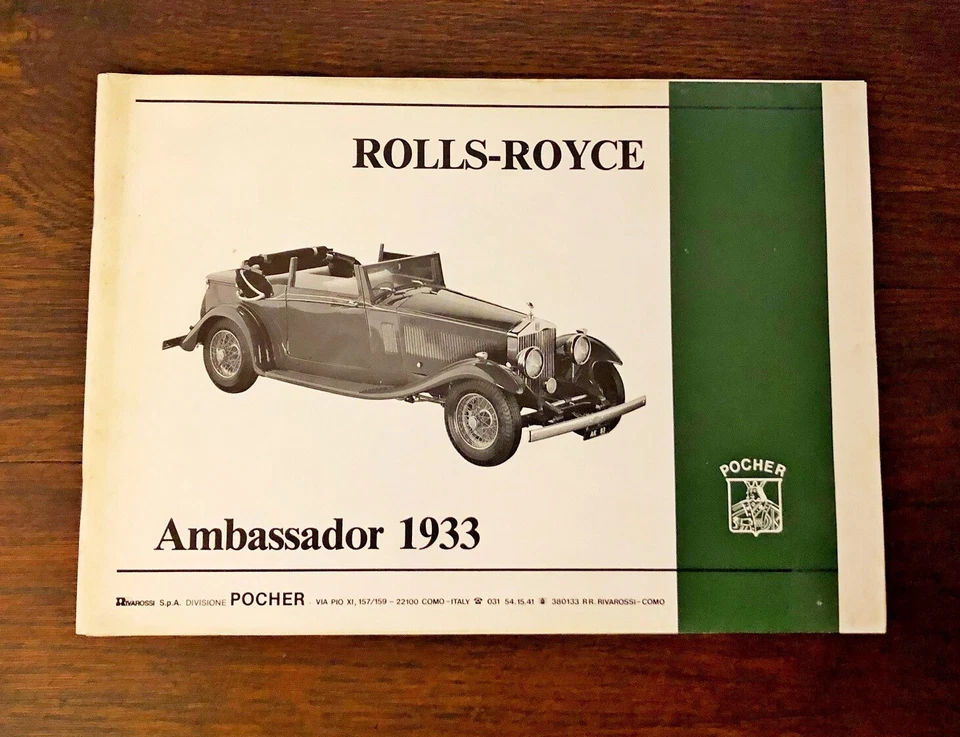 ROLLS-ROYCE
POCHER
Ambassador 1933
RIVAROSSI S.p.A. DIVISIONE POCHER - VIA PIO XI, 157/159 - 22100 COMO-ITALY ☎ 031 54.15.41 380133 R.R. RIVAROSSI-COMO